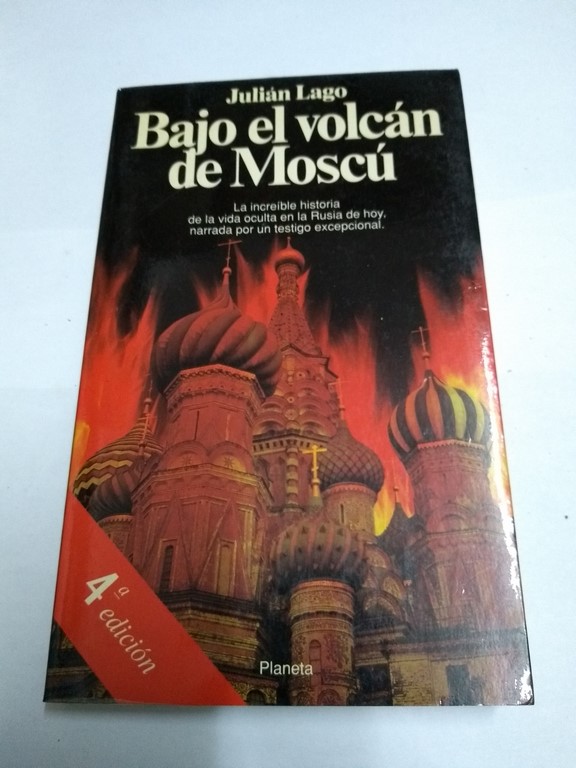 Julián Lago
Bajo el volcán
de Moscú
La increíble historia
de la vida oculta en la Rusia de hoy,
narrada por un testigo excepcional.
4ª
edición
Planeta